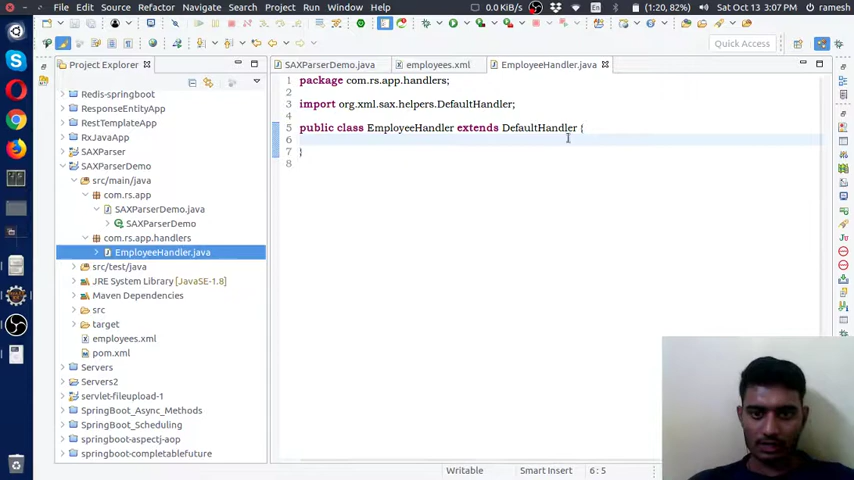 File Edit Source Refactor Navigate Search Project Run Window Help
0.0 KiB/s
En
(1:20, 82%)
Sat Oct 13 3:07 PM
ramesh
Quick Access
Project Explorer
SAXParserDemo.java
employees.xml
EmployeeHandler.java
Redis-springboot
ResponseEntityApp
RestTemplateApp
RxJavaApp
SAXParser
SAXParserDemo
src/main/java
com.rs.app
SAXParserDemo.java
SAXParserDemo
com.rs.app.handlers
EmployeeHandler.java
src/test/java
JRE System Library [JavaSE-1.8]
Maven Dependencies
src
target
employees.xml
pom.xml
Servers
Servers2
servlet-fileupload-1
SpringBoot_Async_Methods
SpringBoot_Scheduling
springboot-aspectj-aop
springboot-completablefuture
1 package com.rs.app.handlers;
2
3 import org.xml.sax.helpers.DefaultHandler;
4
5 public class EmployeeHandler extends DefaultHandler {
6
7 }
8
Writable
Smart Insert
6 : 5